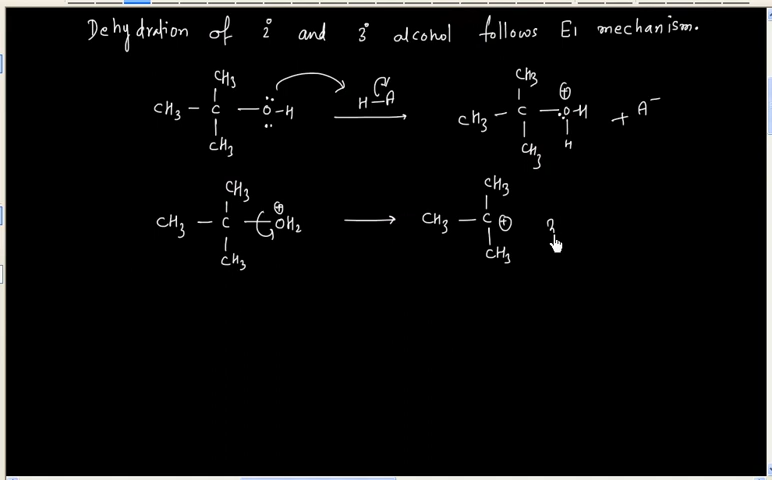 Dehydration of 2° and 3° alcohol follows E1 mechanism.
CH3 CH3
CH3 - C - O - H H - A CH3 - C - O - H + A-
CH3 CH3 H
CH3 CH3
CH3 - C - OH2 CH3 - C + 3
CH3 CH3